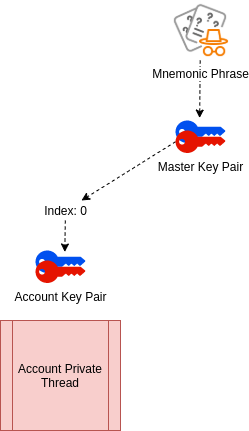 Mnemonic Phrase
Master Key Pair
Index: 0
Account Key Pair
Account Private
Thread